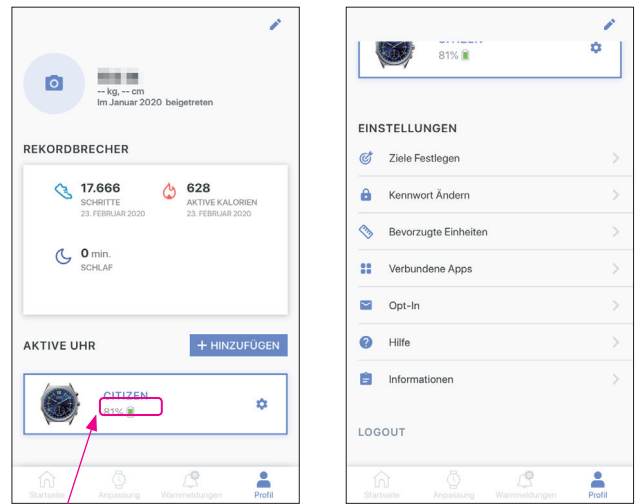 -- kg, -- cm
Im Januar 2020 beigetreten
REKORDBRECHER
17.666
SCHRITTE
23. FEBRUAR 2020
628
AKTIVE KALORIEN
23. FEBRUAR 2020
0 min.
SCHLAF
AKTIVE UHR
+ HINZUFÜGEN
CITIZEN
81%
Startseite
Anpassung
Warnmeldungen
Profil
CITIZEN
81%
EINSTELLUNGEN
Ziele Festlegen
Kennwort Ändern
Bevorzugte Einheiten
Verbundene Apps
Opt-In
Hilfe
Informationen
LOGOUT
Startseite
Anpassung
Warnmeldungen
Profil